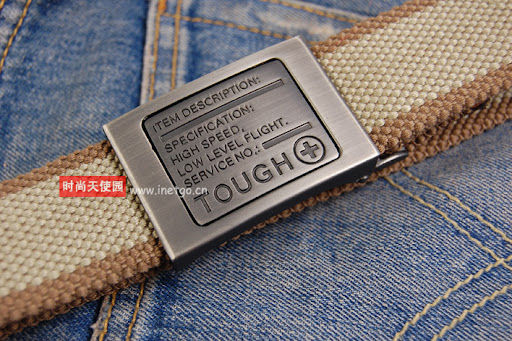 ITEM DESCRIPTION:
SPECIFICATION:
HIGH SPEED,
LOW LEVEL FLIGHT.
SERVICE NO.:
TOUGH
时尚天使园 www.inetgo.cn